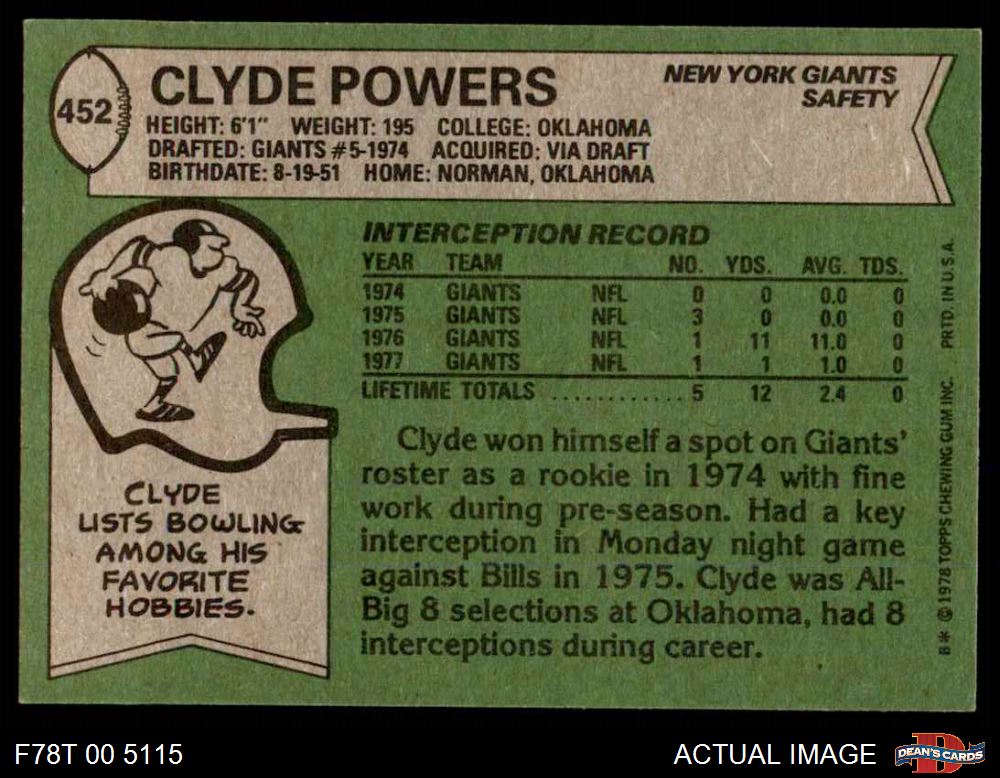 452
CLYDE POWERS
NEW YORK GIANTS
SAFETY
HEIGHT: 6'1" WEIGHT: 195 COLLEGE: OKLAHOMA
DRAFTED: GIANTS #5-1974 ACQUIRED: VIA DRAFT
BIRTHDATE: 8-19-51 HOME: NORMAN, OKLAHOMA
INTERCEPTION RECORD
YEAR TEAM NO. YDS. AVG. TDS.
1974 GIANTS NFL 0 0 0.0 0
1975 GIANTS NFL 3 0 0.0 0
1976 GIANTS NFL 1 11 11.0 0
1977 GIANTS NFL 1 1 1.0 0
LIFETIME TOTALS ............ 5 12 2.4 0
Clyde won himself a spot on Giants'
roster as a rookie in 1974 with fine
work during pre-season. Had a key
interception in Monday night game
against Bills in 1975. Clyde was All-
Big 8 selections at Oklahoma, had 8
interceptions during career.
CLYDE
LISTS BOWLING
AMONG HIS
FAVORITE
HOBBIES.
B* © 1978 TOPPS CHEWING GUM INC. PRTD. IN U.S.A.
F78T 00 5115
ACTUAL IMAGE
DEAN'S CARDS